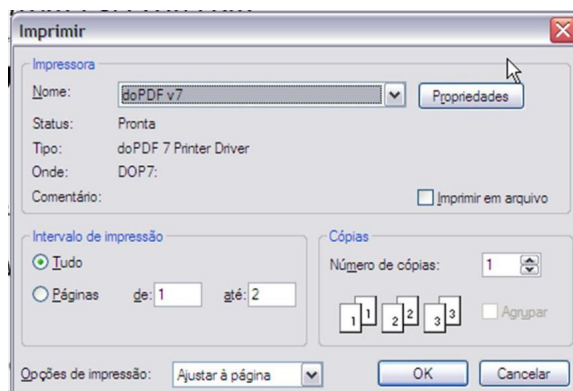 Imprimir
Impressora
Nome: doPDF v7 Propriedades
Status: Pronta
Tipo: doPDF 7 Printer Driver
Onde: DOP7:
Comentário: Imprimir em arquivo
Intervalo de impressão Cópias
Tudo Número de cópias: 1
Páginas de: 1 até: 2
1 1 2 2 3 3 Agrupar
Opções de impressão: Ajustar à página OK Cancelar